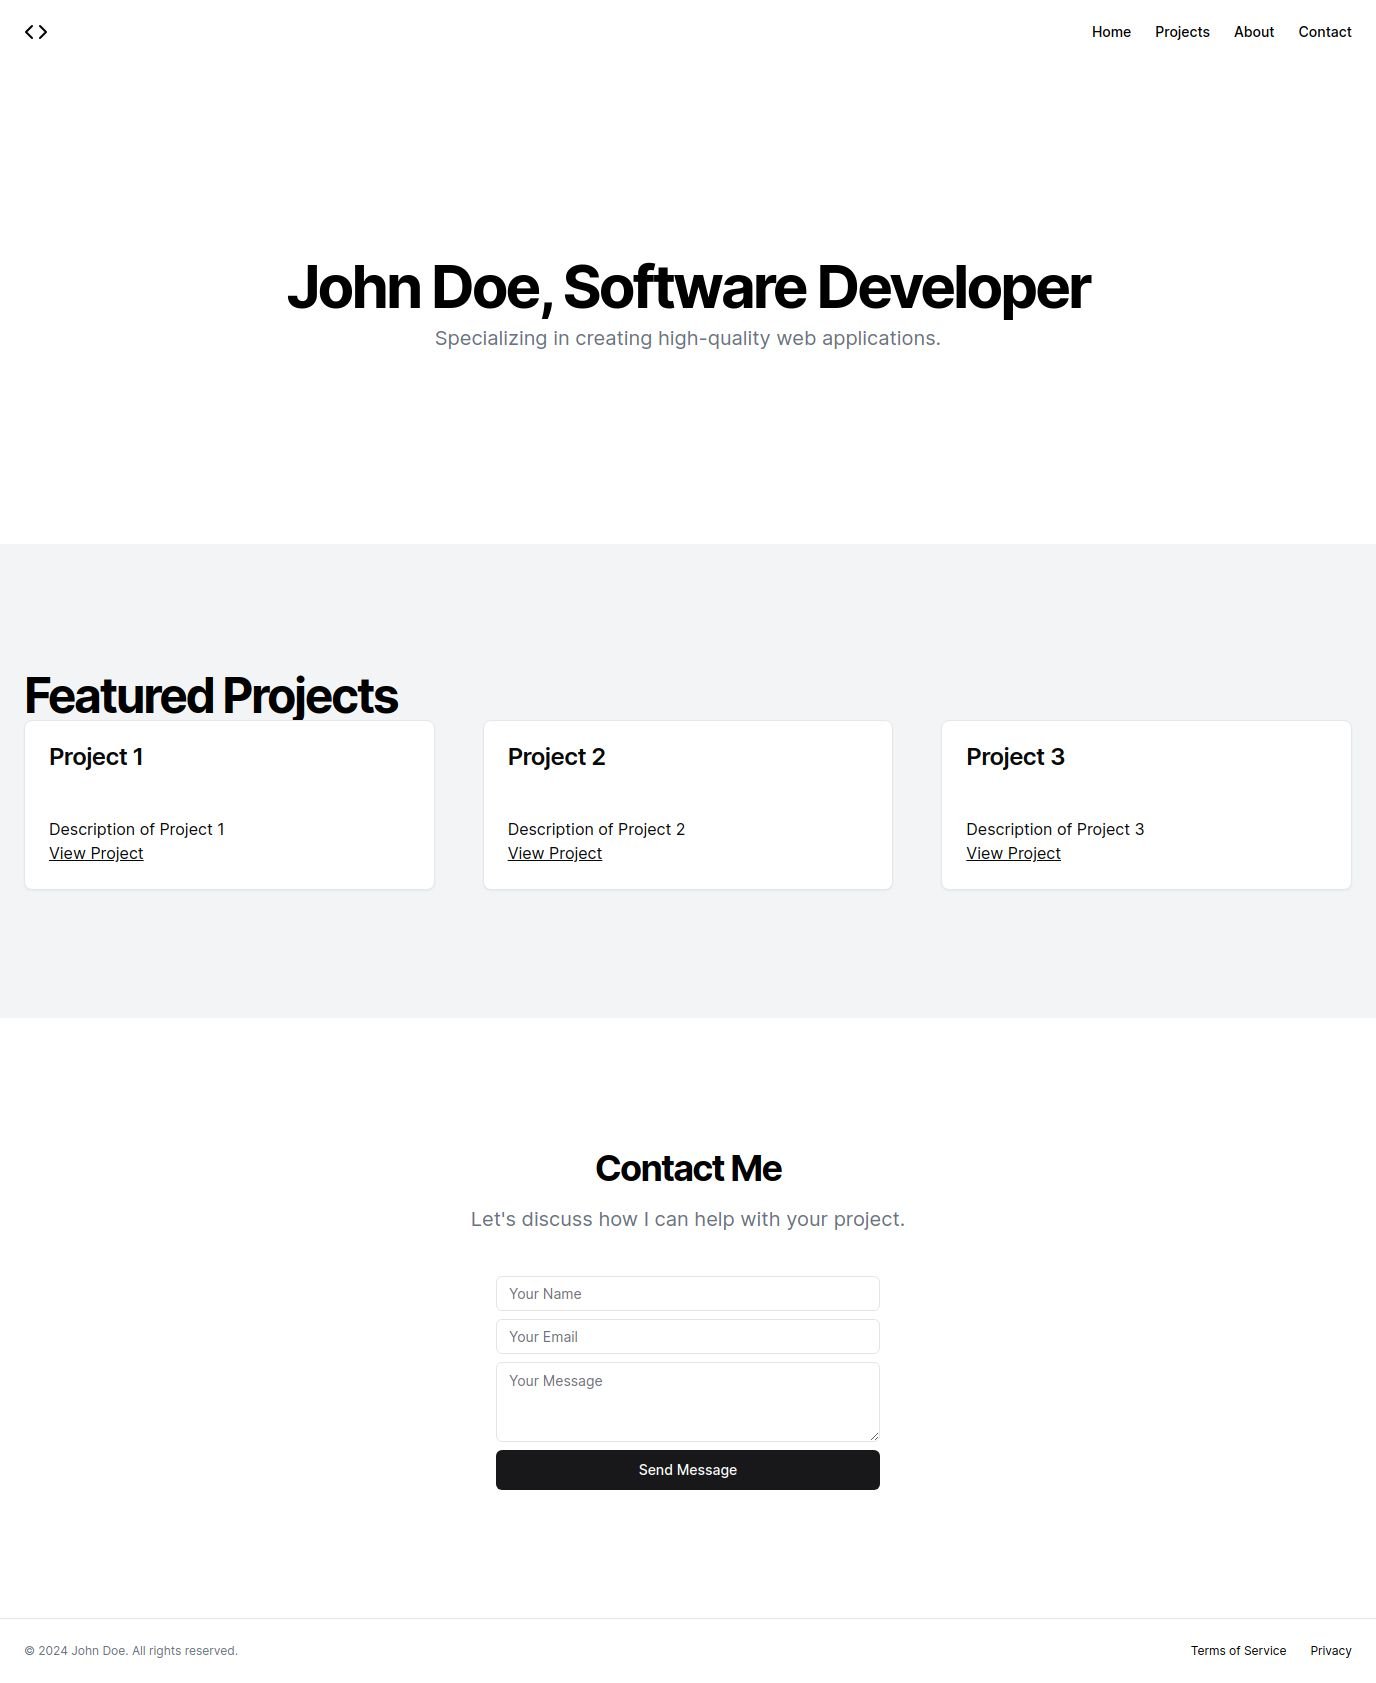 Home Projects About Contact
John Doe, Software Developer
Specializing in creating high-quality web applications.
Featured Projects
Project 1
Description of Project 1
View Project
Project 2
Description of Project 2
View Project
Project 3
Description of Project 3
View Project
Contact Me
Let's discuss how I can help with your project.
Your Name
Your Email
Your Message
Send Message
© 2024 John Doe. All rights reserved.
Terms of Service Privacy